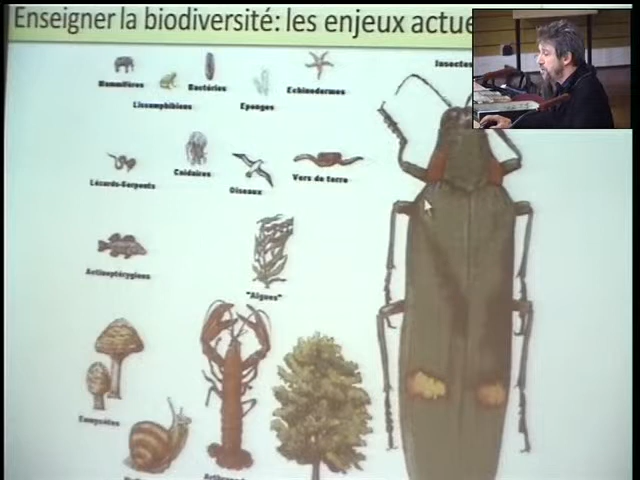 Enseigner la biodiversité: les enjeux actue
Mammifères
Bactéries
Echinodermes
Insectes
Lissamphibiens
Eponges
Lézards-Serpents
Cnidaires
Oiseaux
Vers de terre
Actinoptérygiens
"Algues"
Eumycètes